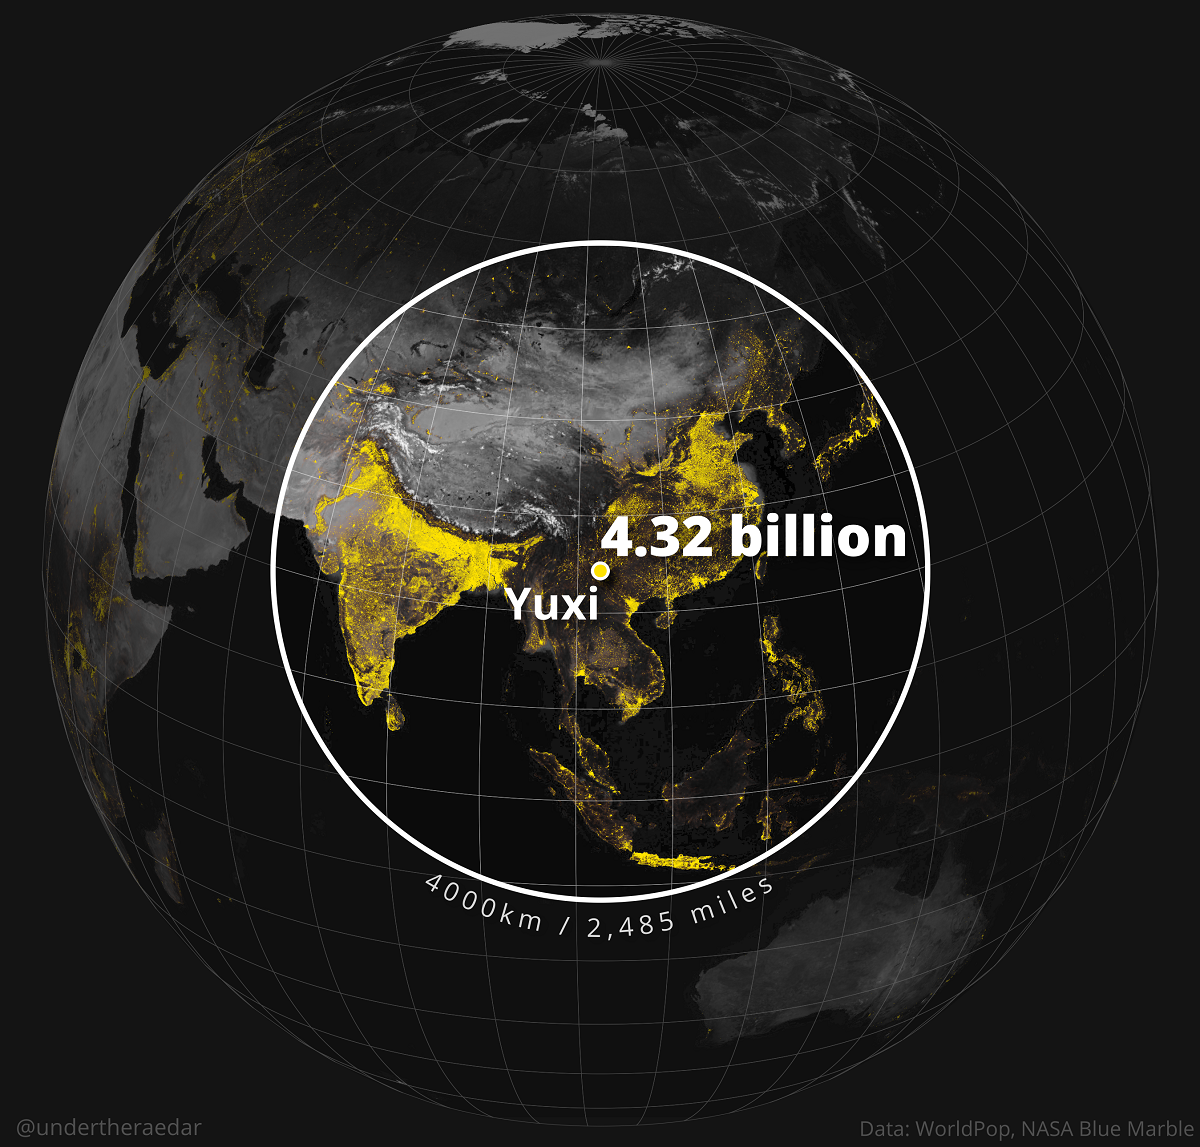 4.32 billion
Yuxi
4000km / 2,485 miles
@undertheraedar
Data: WorldPop, NASA Blue Marble